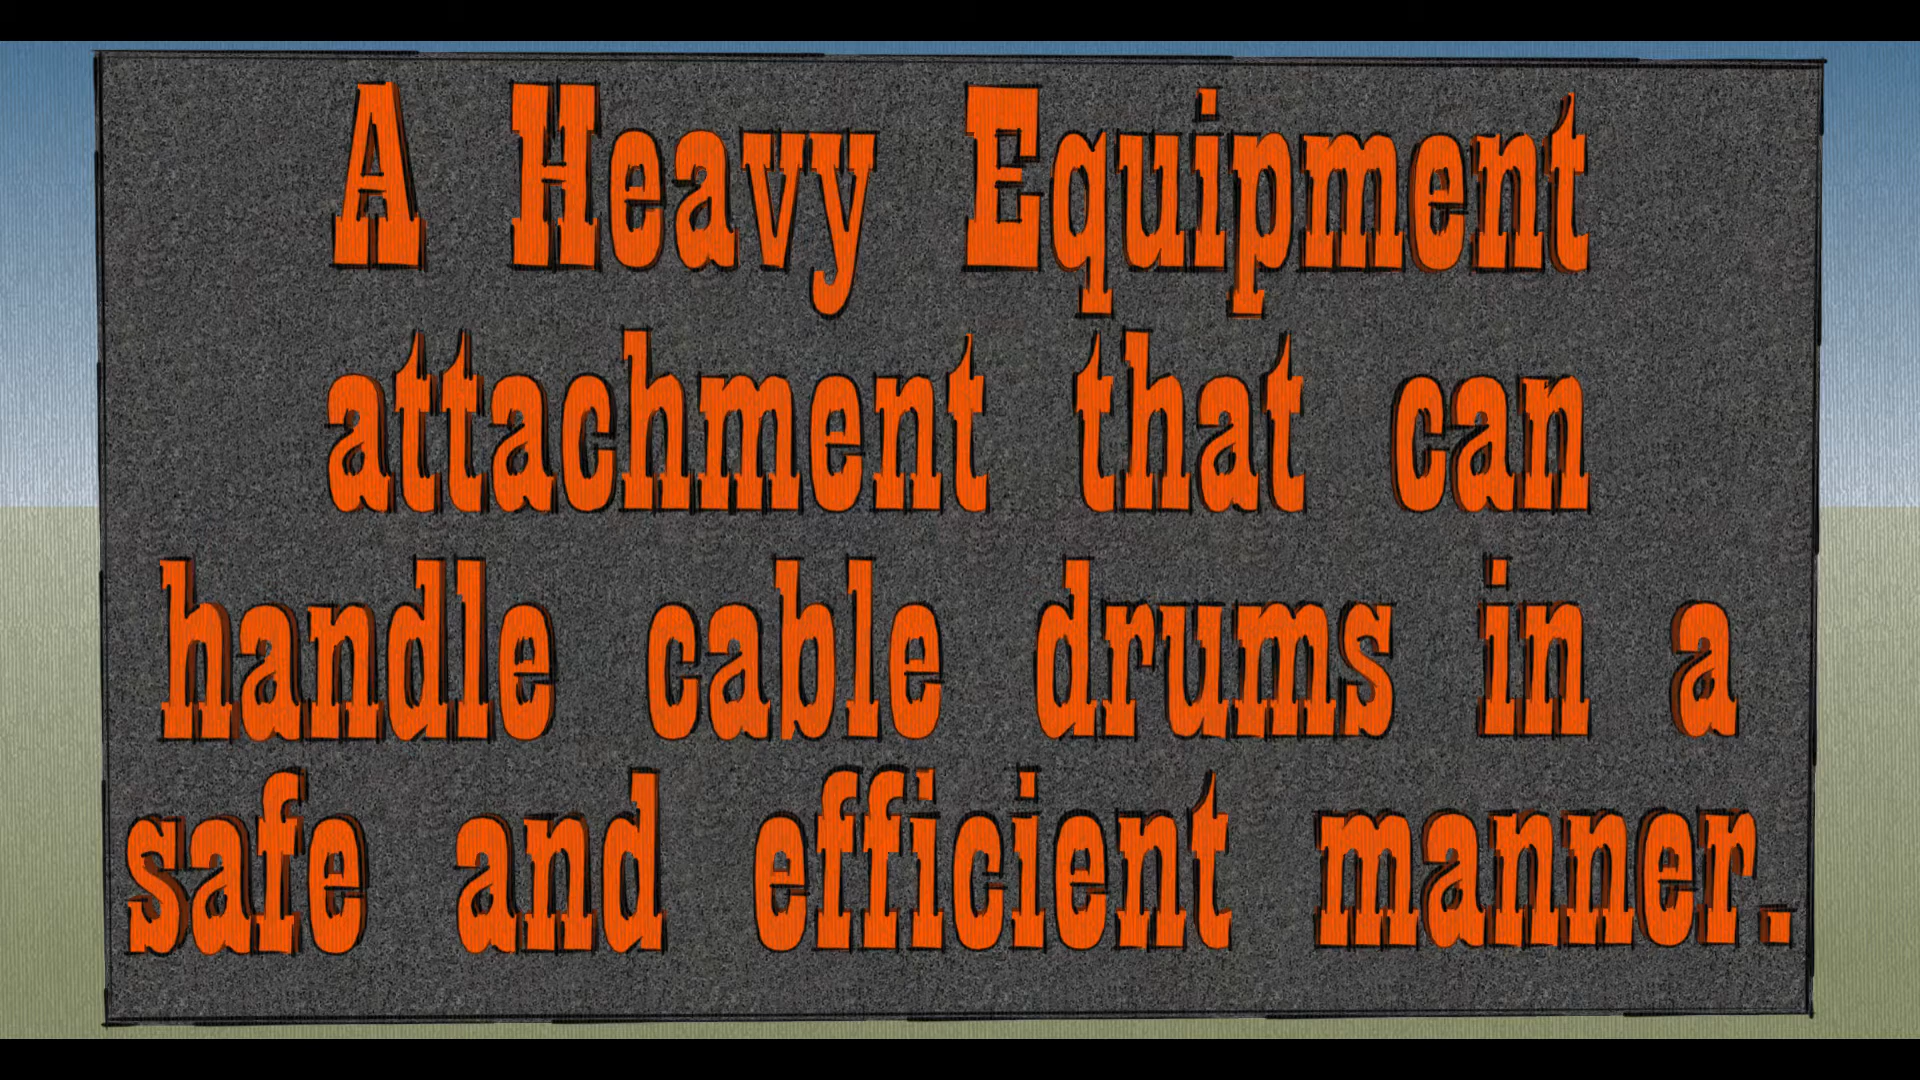 A Heavy Equipment
attachment that can
handle cable drums in a
safe and efficient manner.